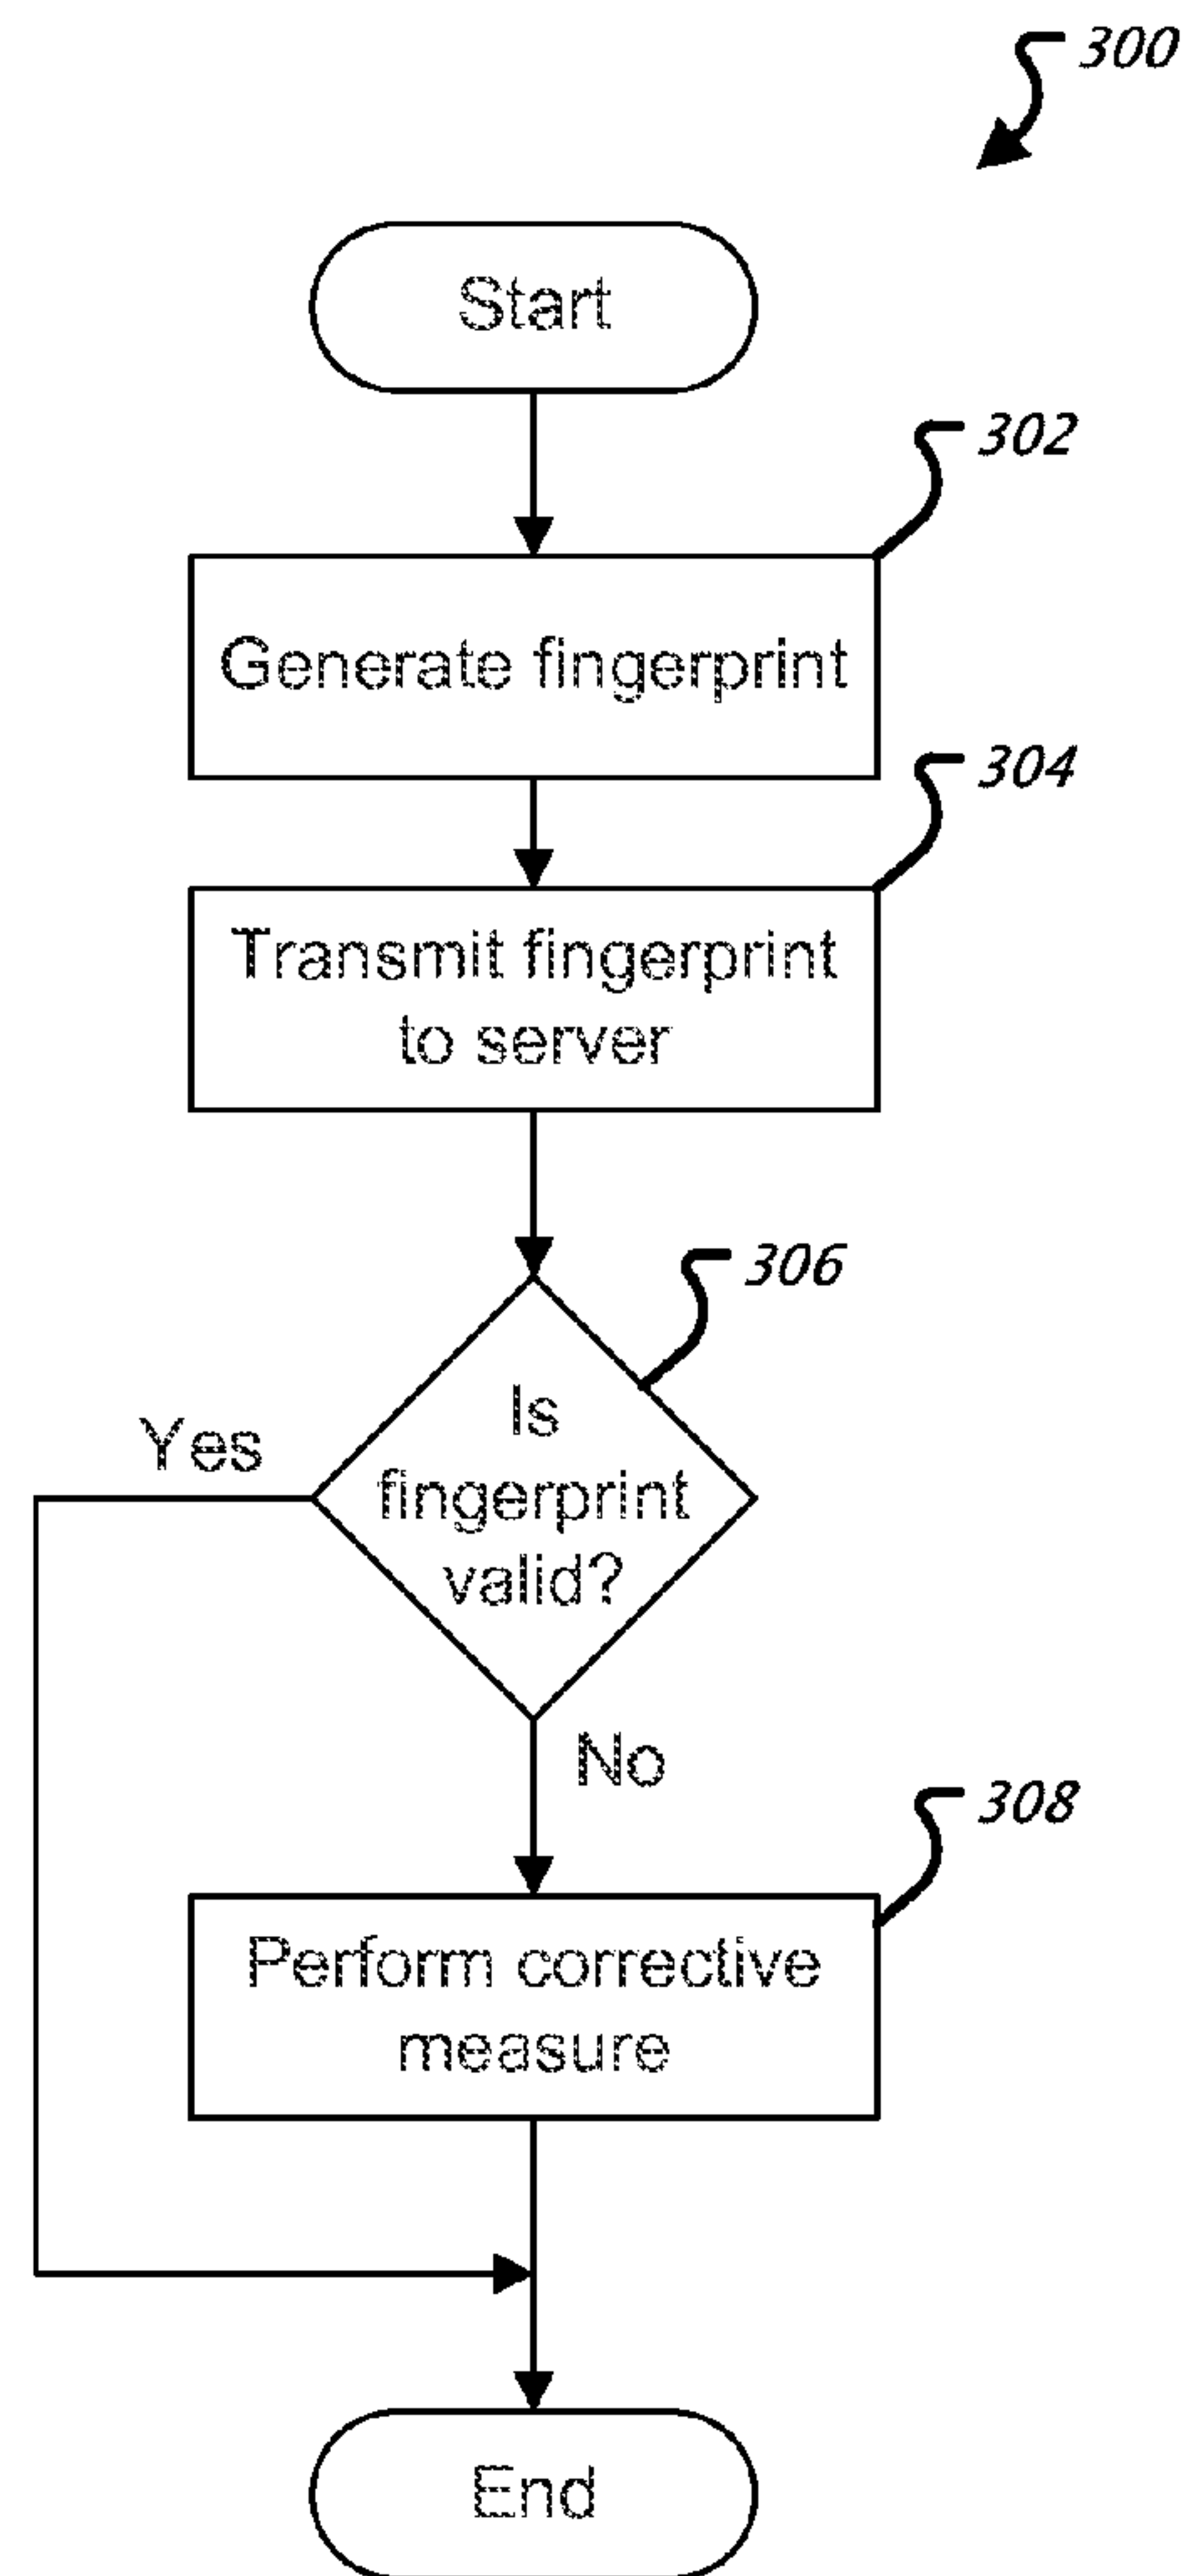 300
Start
302
Generate fingerprint
304
Transmit fingerprint
to server
306
Is
fingerprint
valid?
Yes
No
308
Perform corrective
measure
End